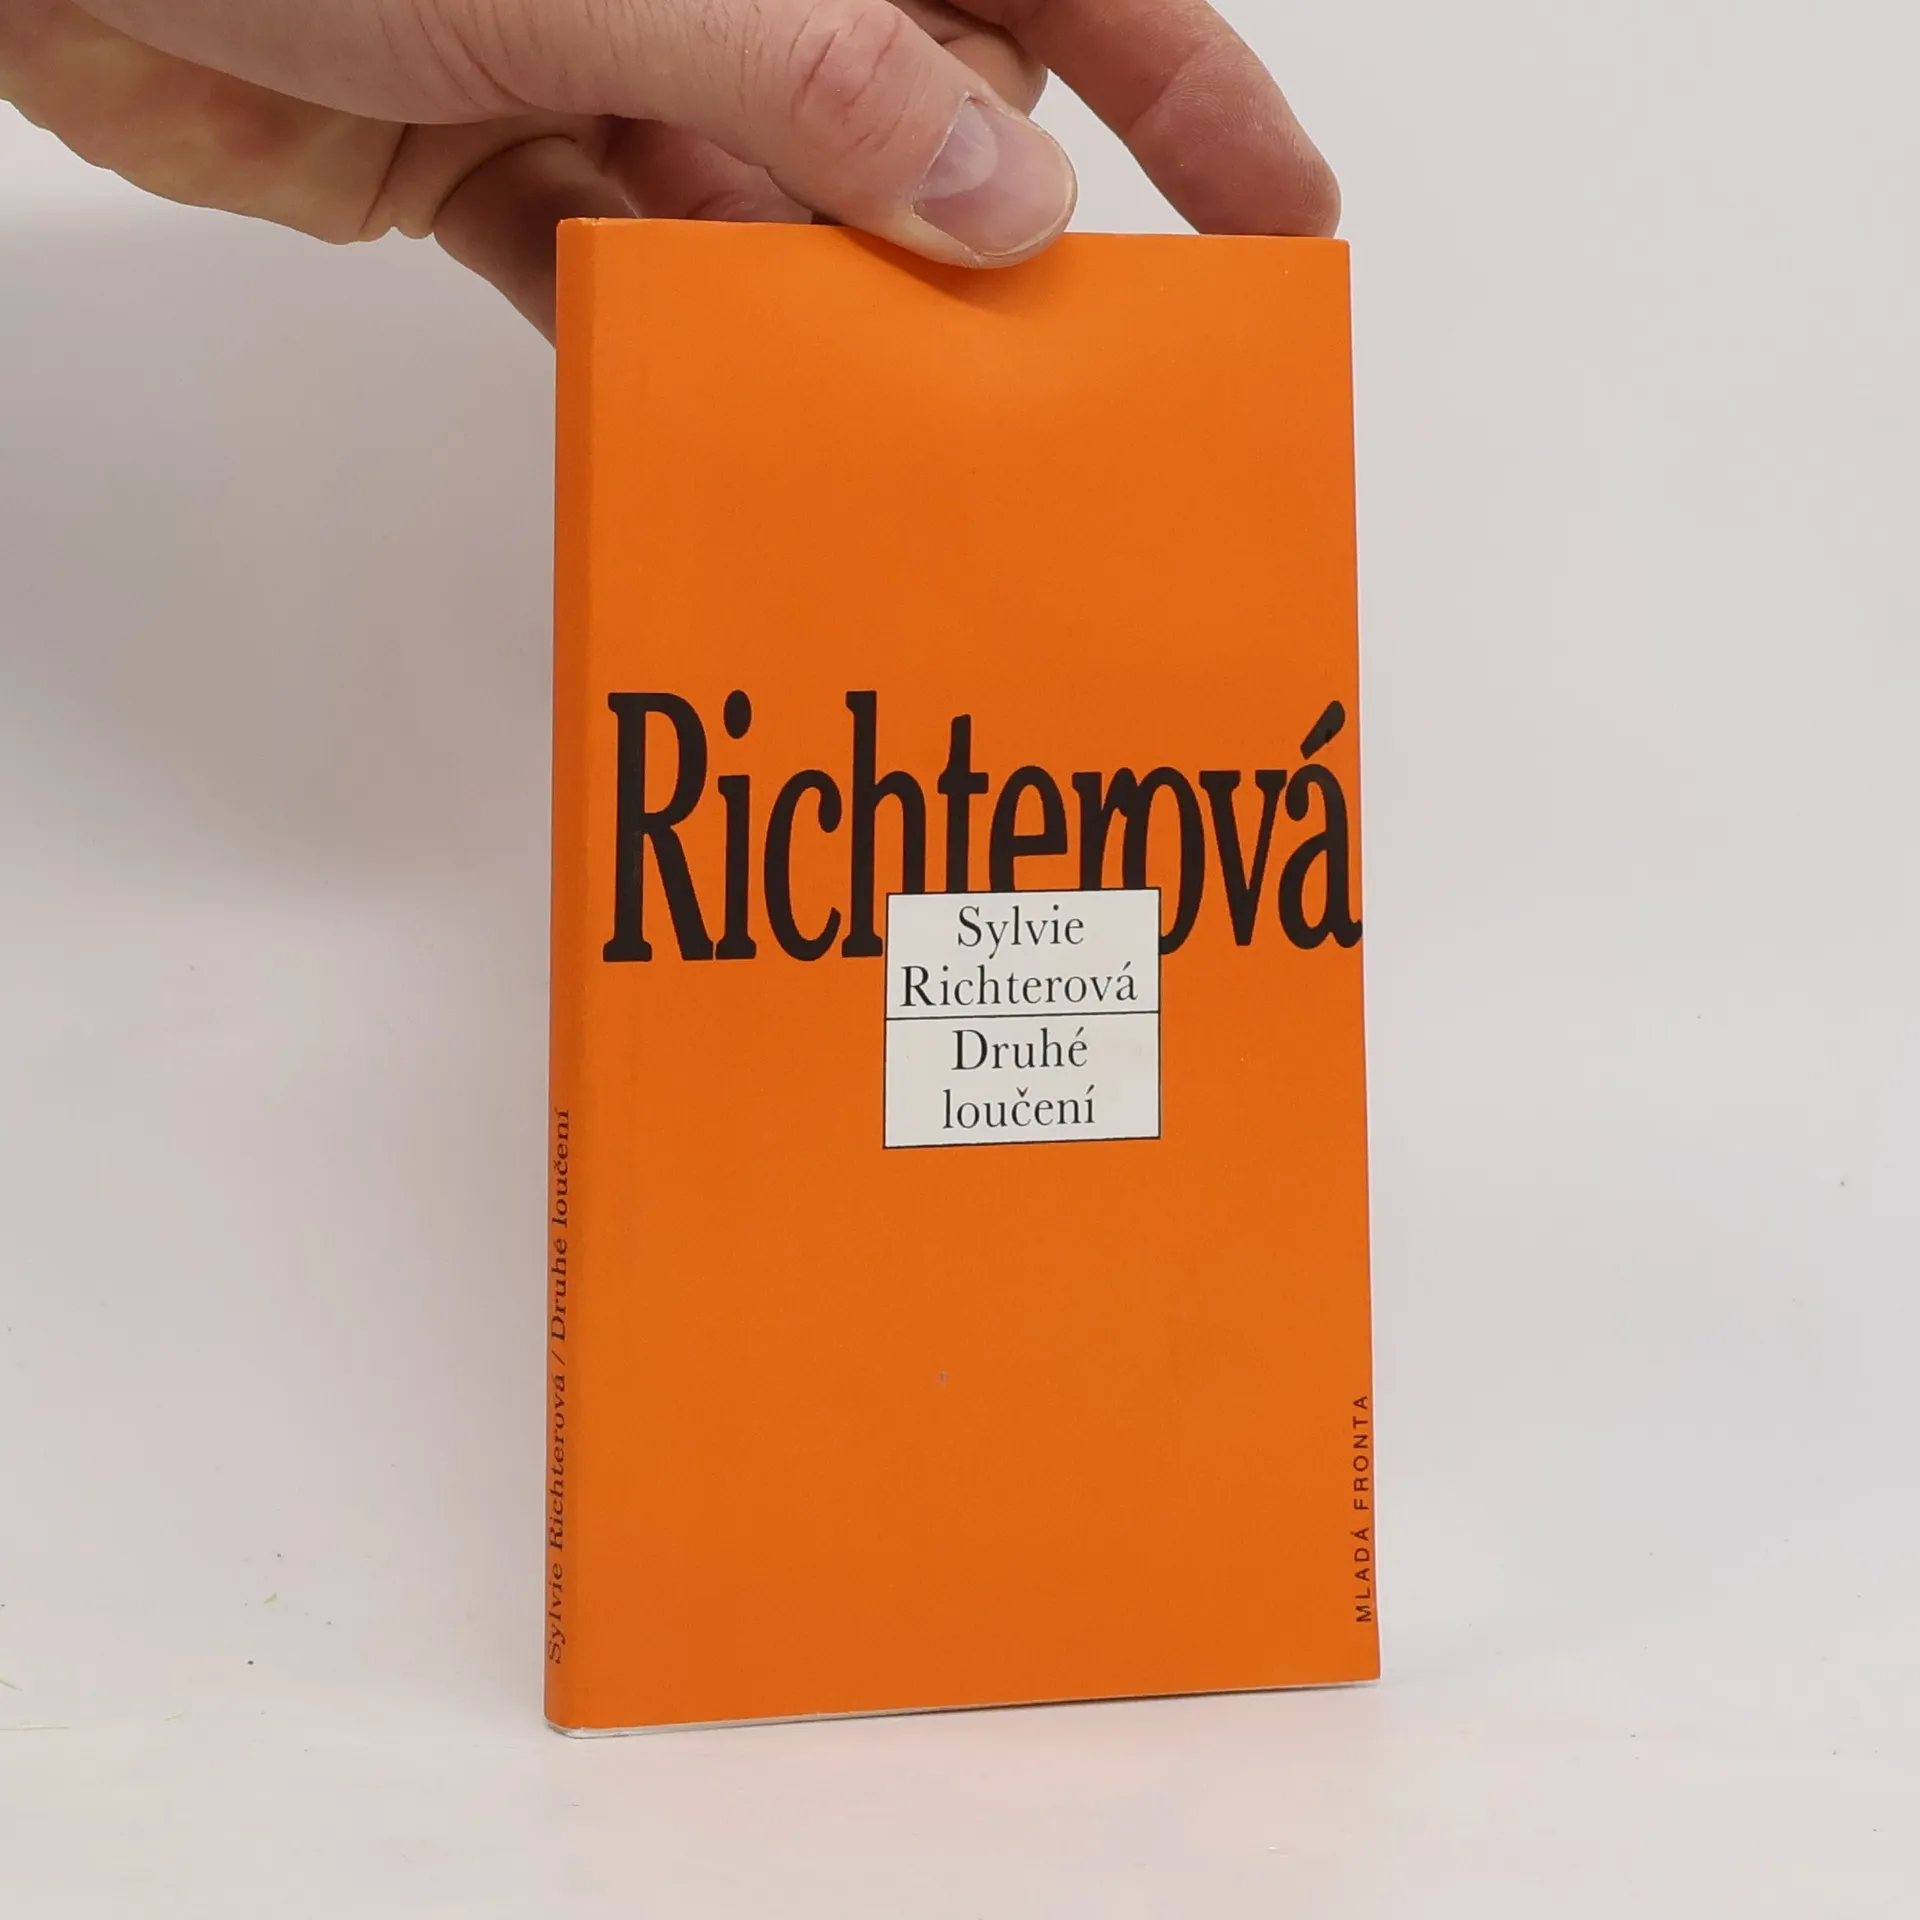 Richterová
Sylvie
Richterová
Druhé
loučení
Sylvie Richterová / Druhé loučení
MLADÁ FRONTA